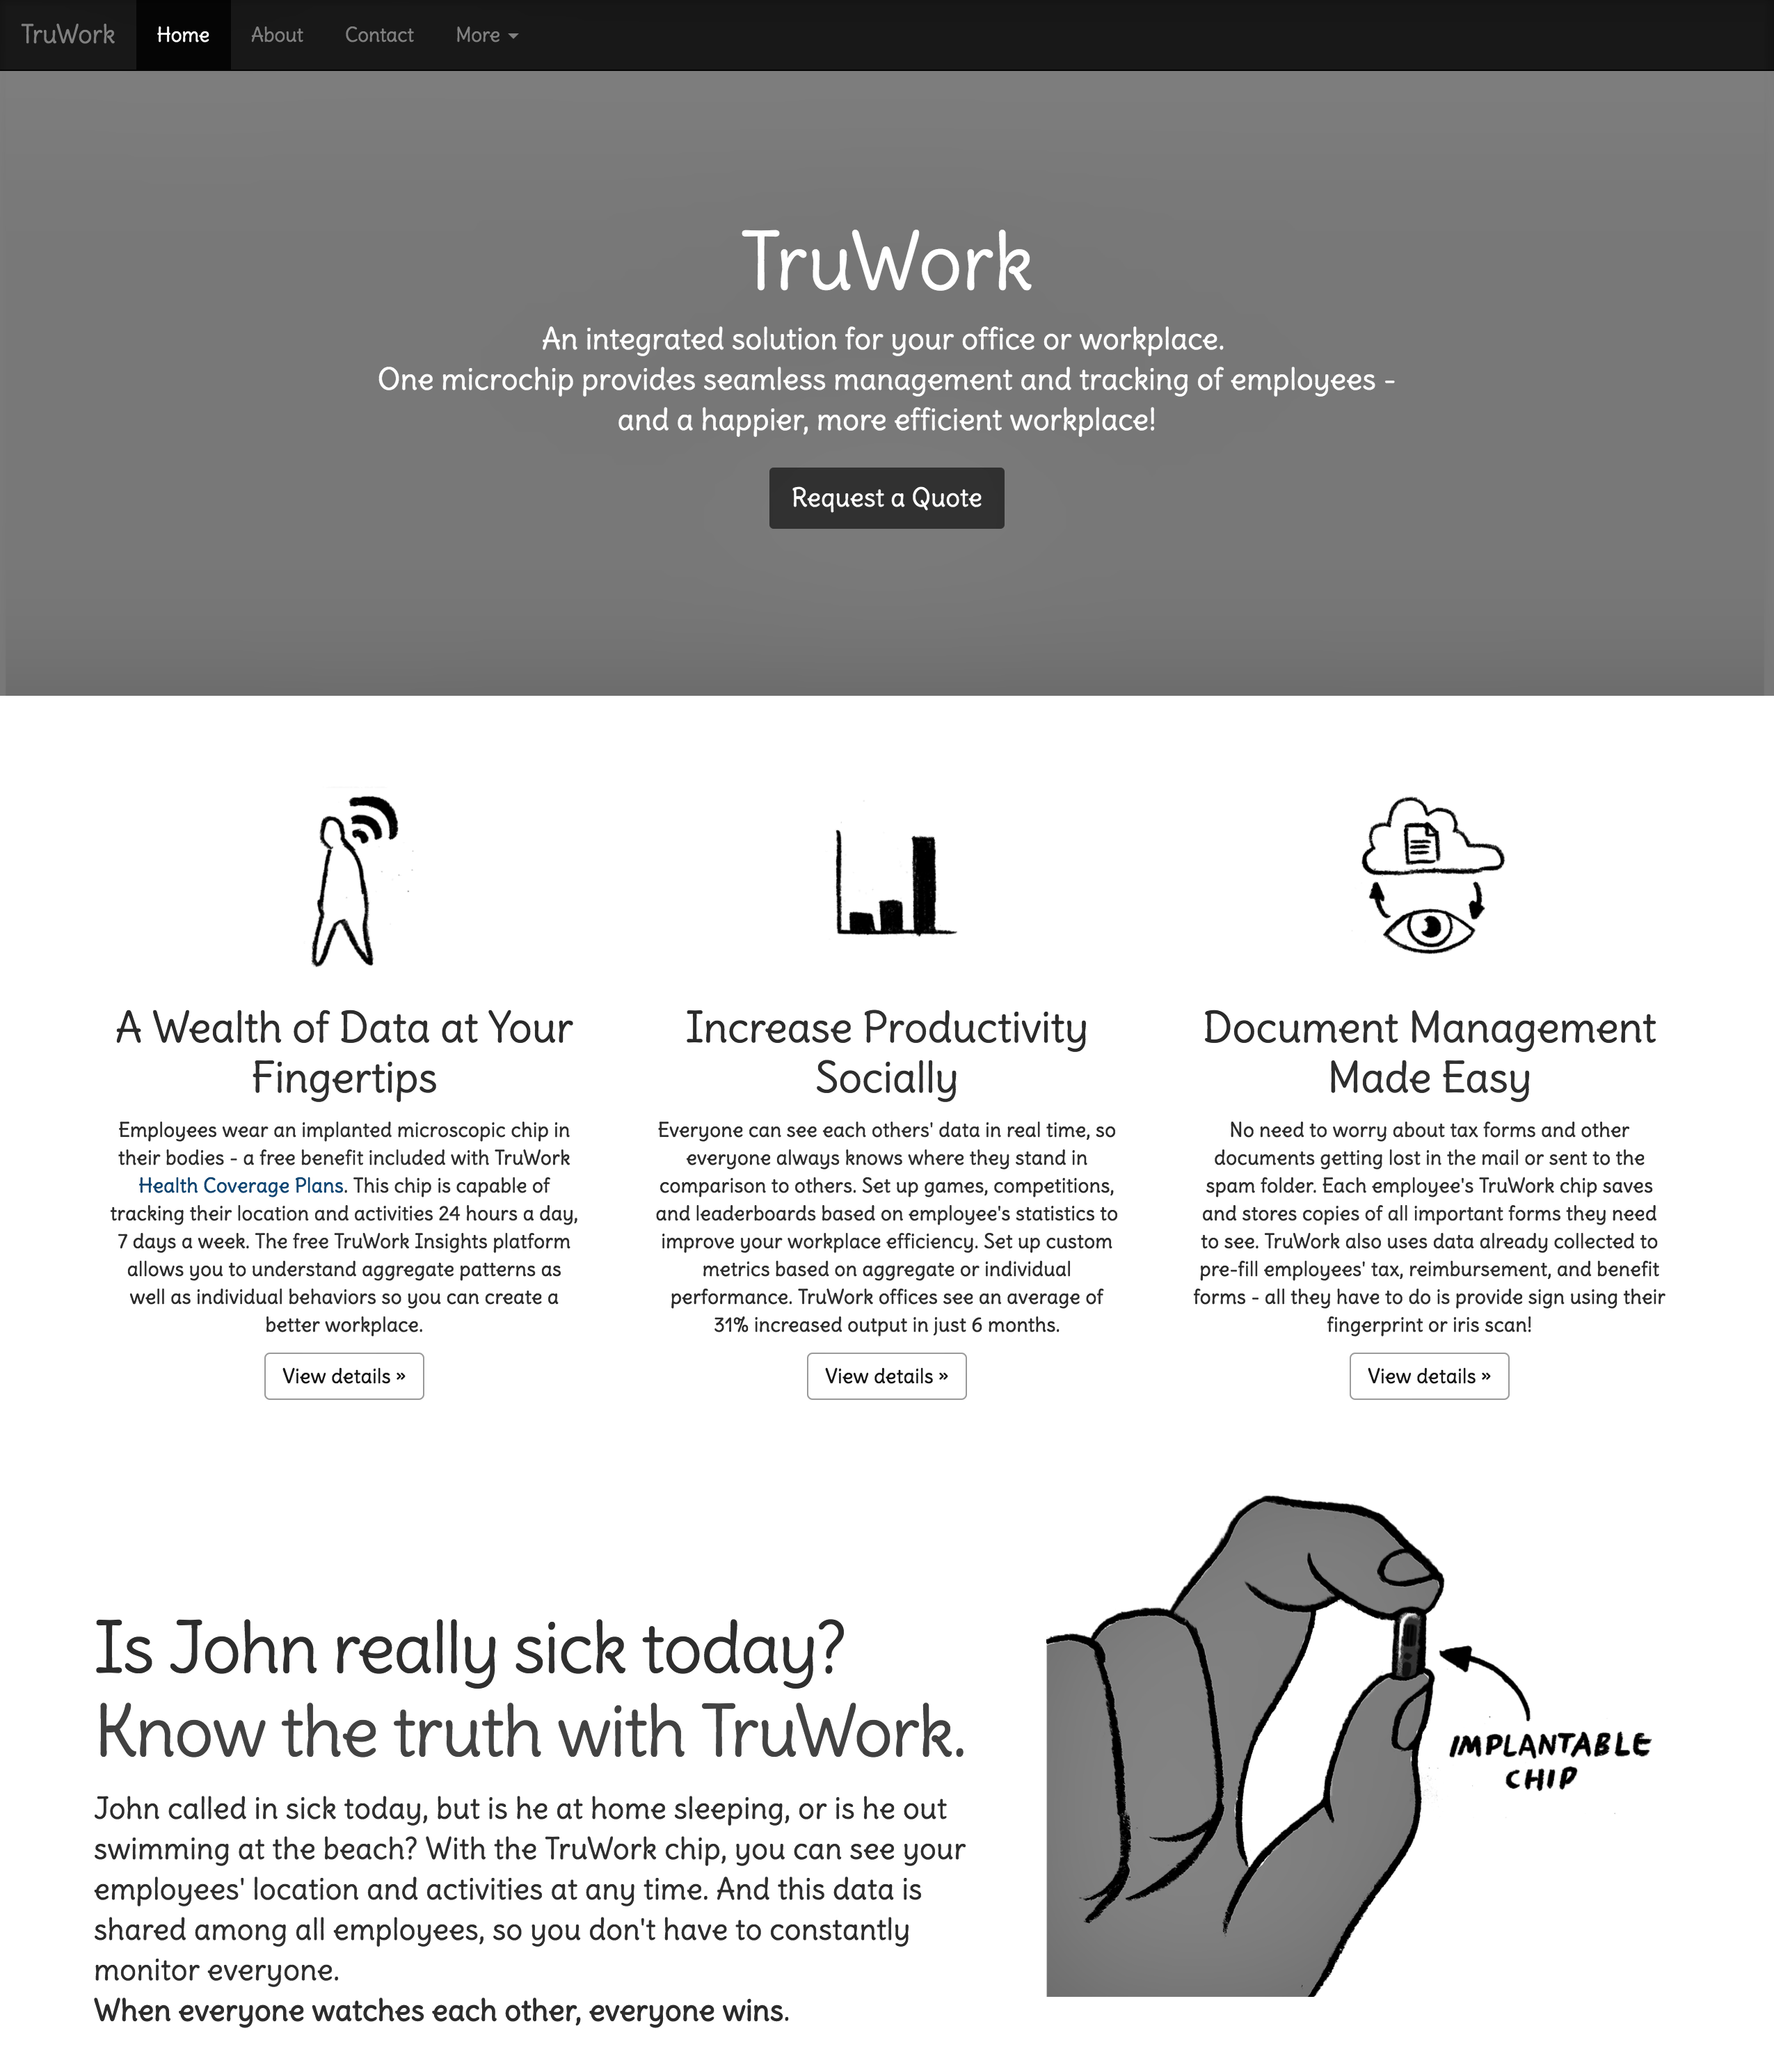 TruWork
Home
About
Contact
More
TruWork
An integrated solution for your office or workplace.
One microchip provides seamless management and tracking of employees -
and a happier, more efficient workplace!
Request a Quote
A Wealth of Data at Your
Fingertips
Employees wear an implanted microscopic chip in
their bodies - a free benefit included with TruWork
Health Coverage Plans. This chip is capable of
tracking their location and activities 24 hours a day,
7 days a week. The free TruWork Insights platform
allows you to understand aggregate patterns as
well as individual behaviors so you can create a
better workplace.
View details »
Increase Productivity
Socially
Everyone can see each others' data in real time, so
everyone always knows where they stand in
comparison to others. Set up games, competitions,
and leaderboards based on employee's statistics to
improve your workplace efficiency. Set up custom
metrics based on aggregate or individual
performance. TruWork offices see an average of
31% increased output in just 6 months.
View details »
Document Management
Made Easy
No need to worry about tax forms and other
documents getting lost in the mail or sent to the
spam folder. Each employee's TruWork chip saves
and stores copies of all important forms they need
to see. TruWork also uses data already collected to
pre-fill employees' tax, reimbursement, and benefit
forms - all they have to do is provide sign using their
fingerprint or iris scan!
View details »
Is John really sick today?
Know the truth with TruWork.
John called in sick today, but is he at home sleeping, or is he out
swimming at the beach? With the TruWork chip, you can see your
employees' location and activities at any time. And this data is
shared among all employees, so you don't have to constantly
monitor everyone.
When everyone watches each other, everyone wins.
IMPLANTABLE
CHIP